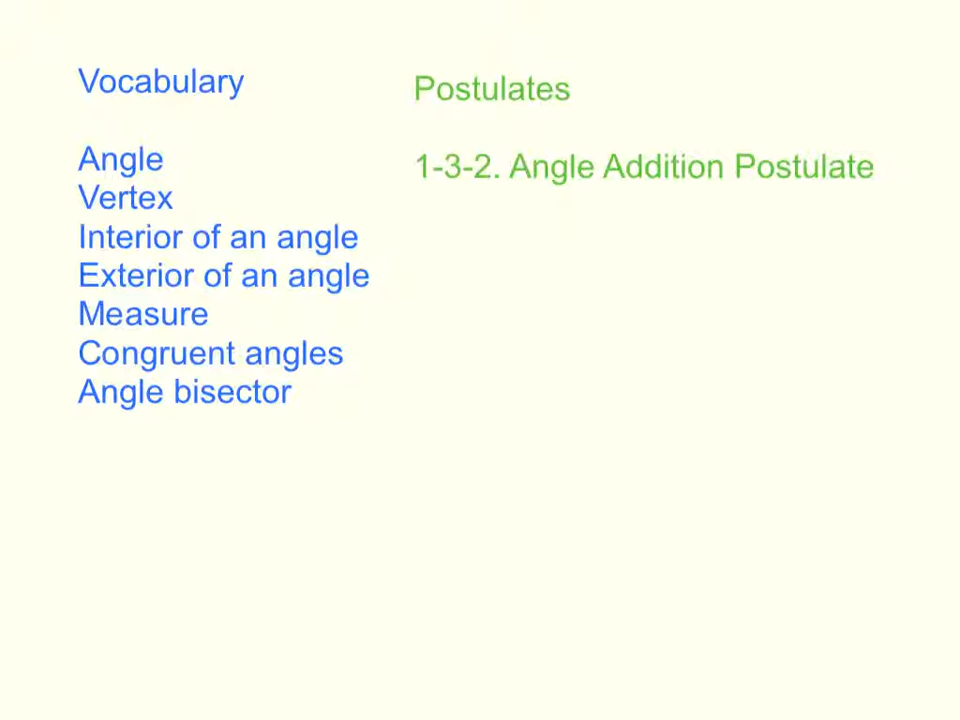 Vocabulary
Angle
Vertex
Interior of an angle
Exterior of an angle
Measure
Congruent angles
Angle bisector
Postulates
1-3-2. Angle Addition Postulate